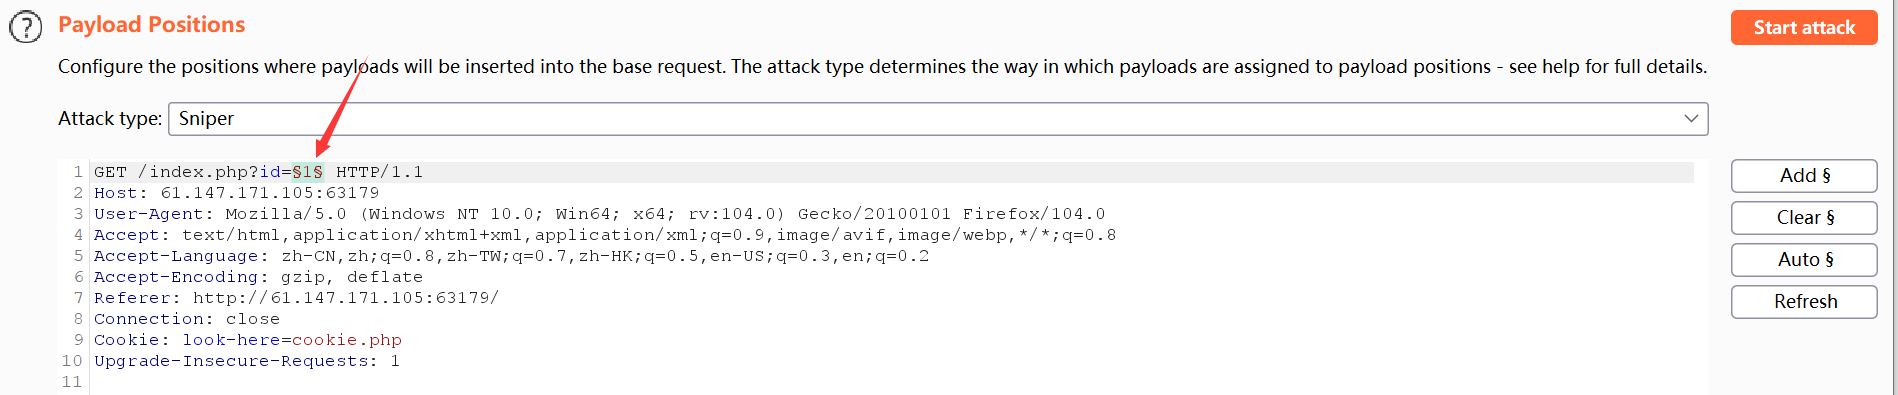 ? Payload Positions
Start attack
Configure the positions where payloads will be inserted into the base request. The attack type determines the way in which payloads are assigned to payload positions - see help for full details.
Attack type: Sniper
1 GET /index.php?id=§1§ HTTP/1.1
2 Host: 61.147.171.105:63179
3 User-Agent: Mozilla/5.0 (Windows NT 10.0; Win64; x64; rv:104.0) Gecko/20100101 Firefox/104.0
4 Accept: text/html,application/xhtml+xml,application/xml;q=0.9,image/avif,image/webp,*/*;q=0.8
5 Accept-Language: zh-CN,zh;q=0.8,zh-TW;q=0.7,zh-HK;q=0.5,en-US;q=0.3,en;q=0.2
6 Accept-Encoding: gzip, deflate
7 Referer: http://61.147.171.105:63179/
8 Connection: close
9 Cookie: look-here=cookie.php
10 Upgrade-Insecure-Requests: 1
11
Add §
Clear §
Auto §
Refresh